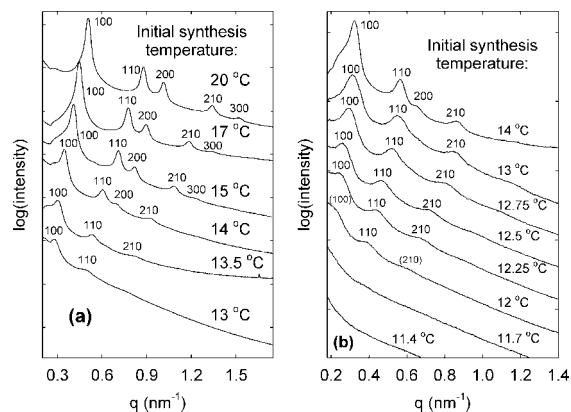 Initial synthesis
temperature:
100
110
200
210
300
20 °C
100
110
200
210
300
17 °C
100
110
200
210
300
15 °C
100
110
200
210
14 °C
100
110
210
13.5 °C
100
110
13 °C
(a)
log(intensity)
0.3 0.6 0.9 1.2 1.5
q (nm⁻¹)
Initial synthesis
temperature:
100
110
200
210
14 °C
100
110
210
13 °C
100
110
210
12.75 °C
100
110
210
12.5 °C
100
110
210
12.25 °C
(100)
110
(210)
12 °C
11.7 °C
11.4 °C
(b)
log(intensity)
0.2 0.4 0.6 0.8 1.0 1.2 1.4
q (nm⁻¹)